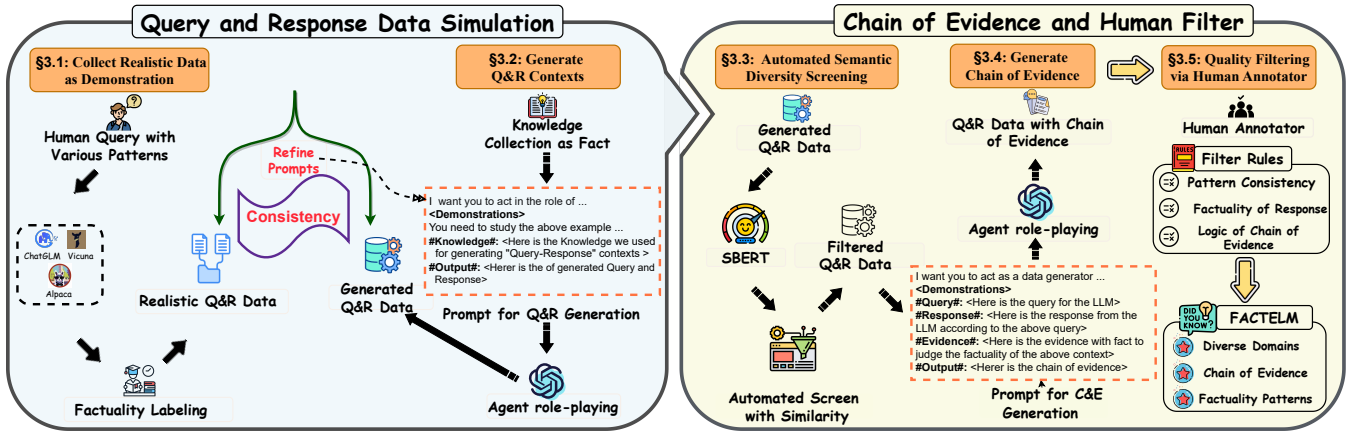 Query and Response Data Simulation
§3.1: Collect Realistic Data
as Demonstration
Human Query with
Various Patterns
ChatGLM
Vicuna
Alpaca
Factuality Labeling
Realistic Q&R Data
Refine
Prompts
Consistency
Generated
Q&R Data
§3.2: Generate
Q&R Contexts
Knowledge
Collection as Fact
I want you to act in the role of ...
<Demonstrations>
You need to study the above example ...
#Knowledge#: <Here is the Knowledge we used
for generating "Query-Response" contexts >
#Output#: <Herer is the of generated Query and
Response>
Prompt for Q&R Generation
Agent role-playing
Chain of Evidence and Human Filter
§3.3: Automated Semantic
Diversity Screening
Generated
Q&R Data
SBERT
Automated Screen
with Similarity
Filtered
Q&R Data
§3.4: Generate
Chain of Evidence
Q&R Data with Chain
of Evidence
Agent role-playing
I want you to act as a data generator ...
<Demonstrations>
#Query#: <Here is the query for the LLM>
#Response#: <Here is the response from the
LLM according to the above query>
#Evidence#: <Here is the evidence with fact to
judge the factuality of the above context>
#Output#: <Herer is the chain of evidence>
Prompt for C&E
Generation
§3.5: Quality Filtering
via Human Annotator
Human Annotator
RULES
Filter Rules
Pattern Consistency
Factuality of Response
Logic of Chain of
Evidence
DID
YOU
KNOW?
FACTELM
Diverse Domains
Chain of Evidence
Factuality Patterns